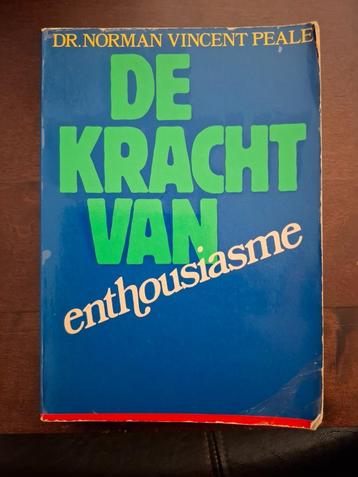 DR. NORMAN VINCENT PEALE
DE
KRACHT
VAN
enthousiasme